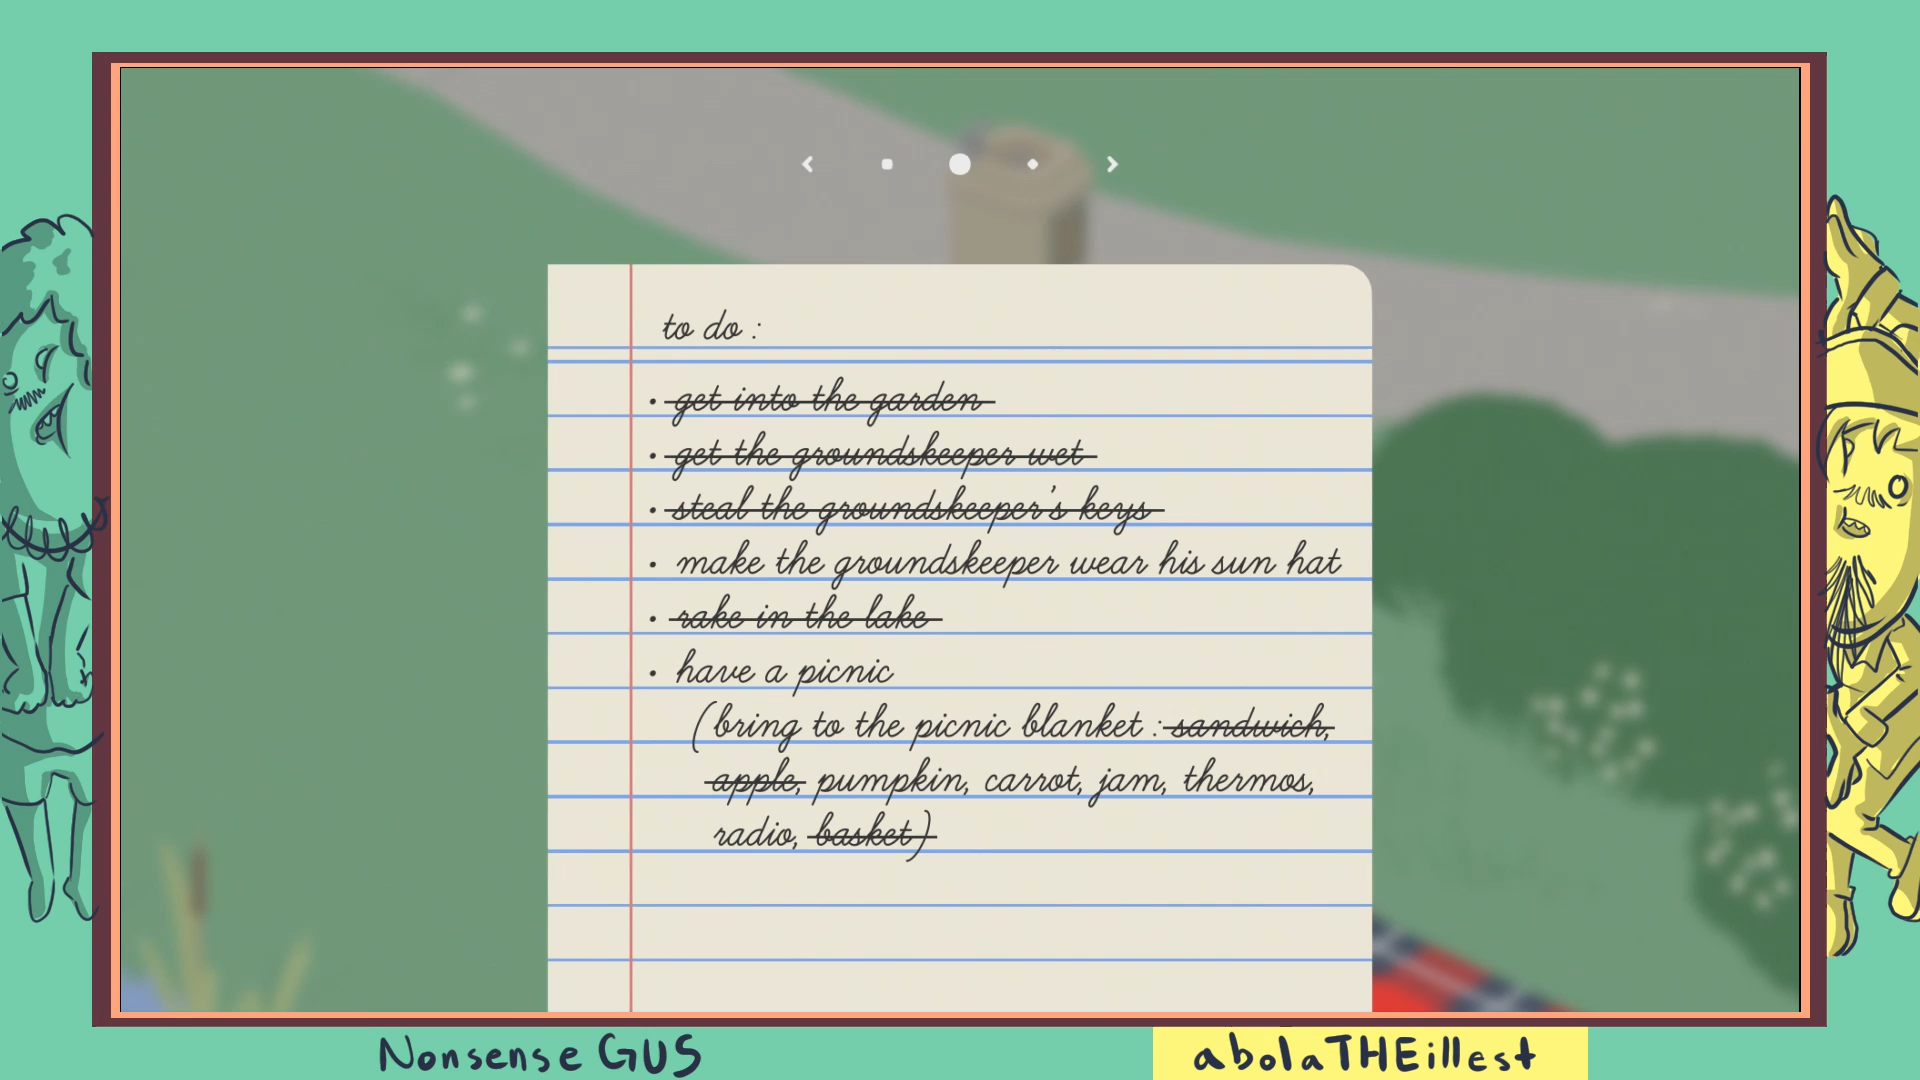 to do :
• get into the garden
• get the groundskeeper wet
• steal the groundskeeper's keys
• make the groundskeeper wear his sun hat
• rake in the lake
• have a picnic
(bring to the picnic blanket : sandwich,
apple, pumpkin, carrot, jam, thermos,
radio, basket)
Nonsense GUS
abolaTHEillest